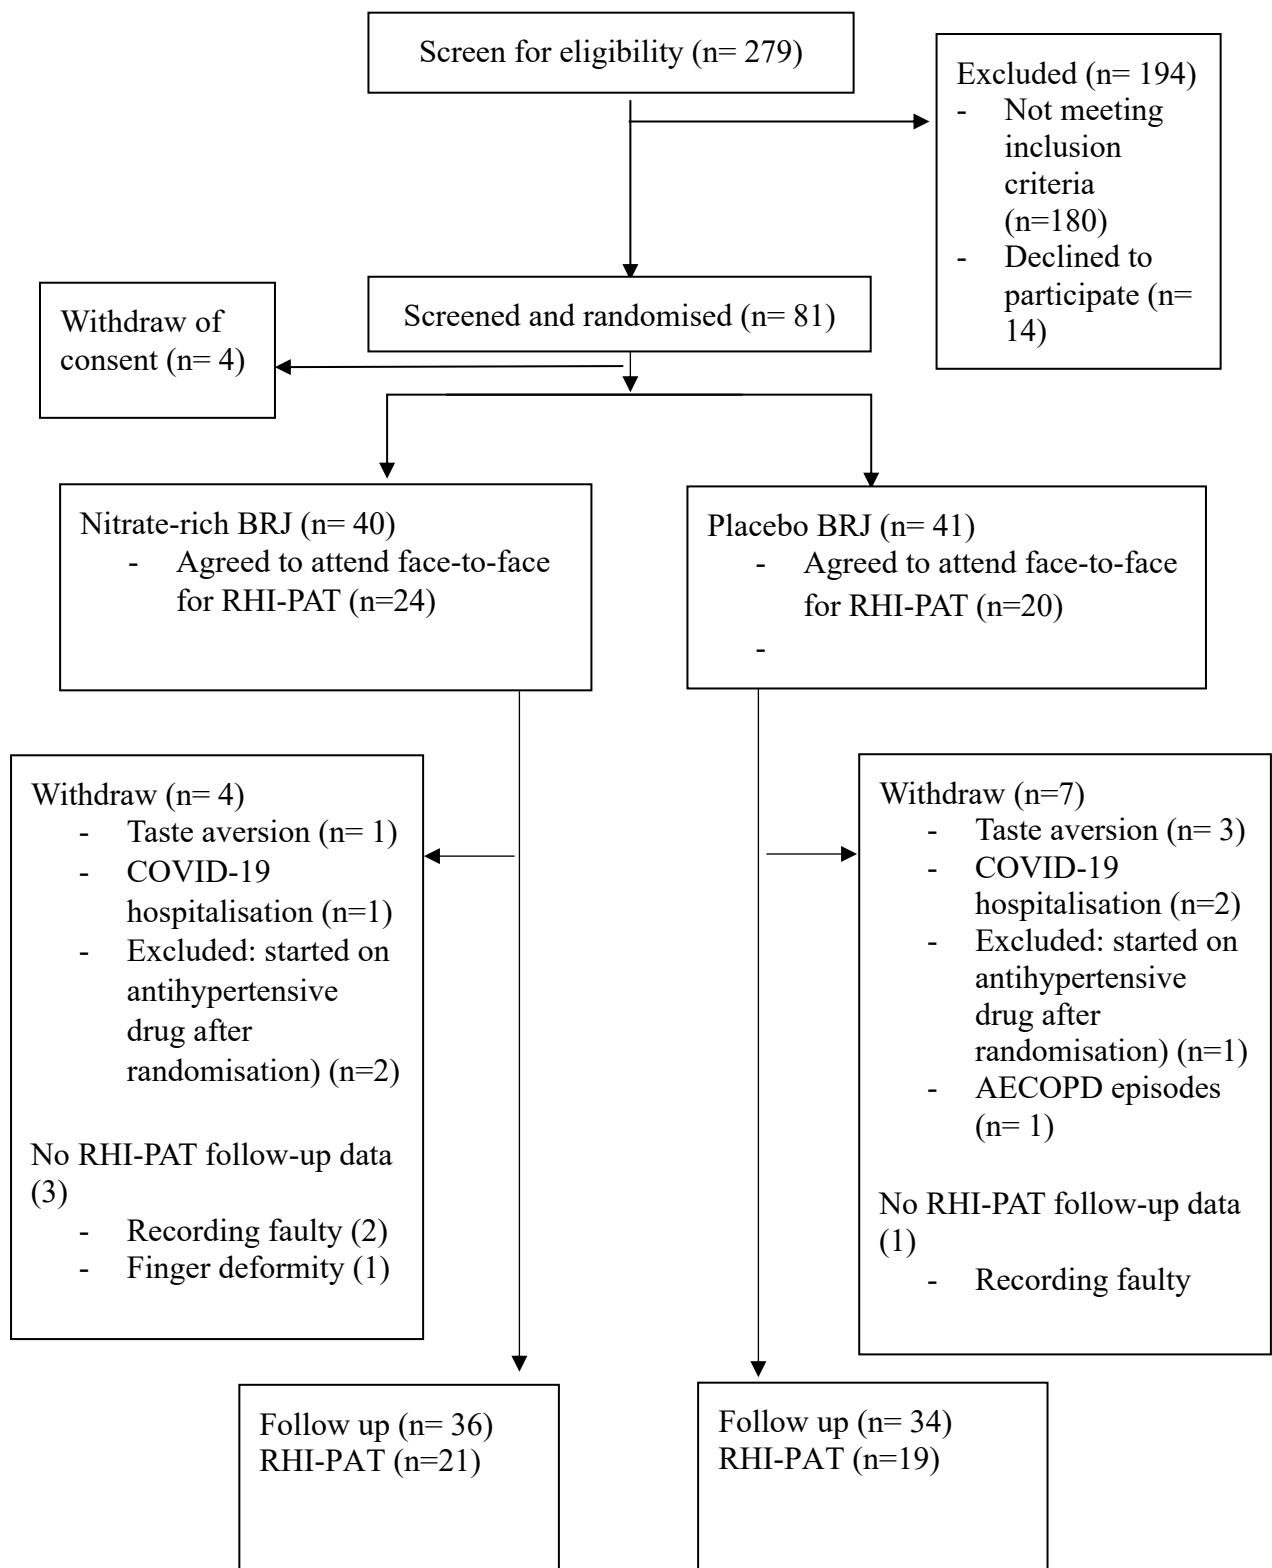 Screen for eligibility (n= 279)
Excluded (n= 194)
- Not meeting
inclusion
criteria
(n=180)
- Declined to
participate (n=
14)
Withdraw of
consent (n= 4)
Screened and randomised (n= 81)
Nitrate-rich BRJ (n= 40)
- Agreed to attend face-to-face
for RHI-PAT (n=24)
Placebo BRJ (n= 41)
- Agreed to attend face-to-face
for RHI-PAT (n=20)
-
Withdraw (n= 4)
- Taste aversion (n= 1)
- COVID-19
hospitalisation (n=1)
- Excluded: started on
antihypertensive
drug after
randomisation) (n=2)
No RHI-PAT follow-up data
(3)
- Recording faulty (2)
- Finger deformity (1)
Withdraw (n=7)
- Taste aversion (n= 3)
- COVID-19
hospitalisation (n=2)
- Excluded: started on
antihypertensive
drug after
randomisation) (n=1)
- AECOPD episodes
(n= 1)
No RHI-PAT follow-up data
(1)
- Recording faulty
Follow up (n= 36)
RHI-PAT (n=21)
Follow up (n= 34)
RHI-PAT (n=19)